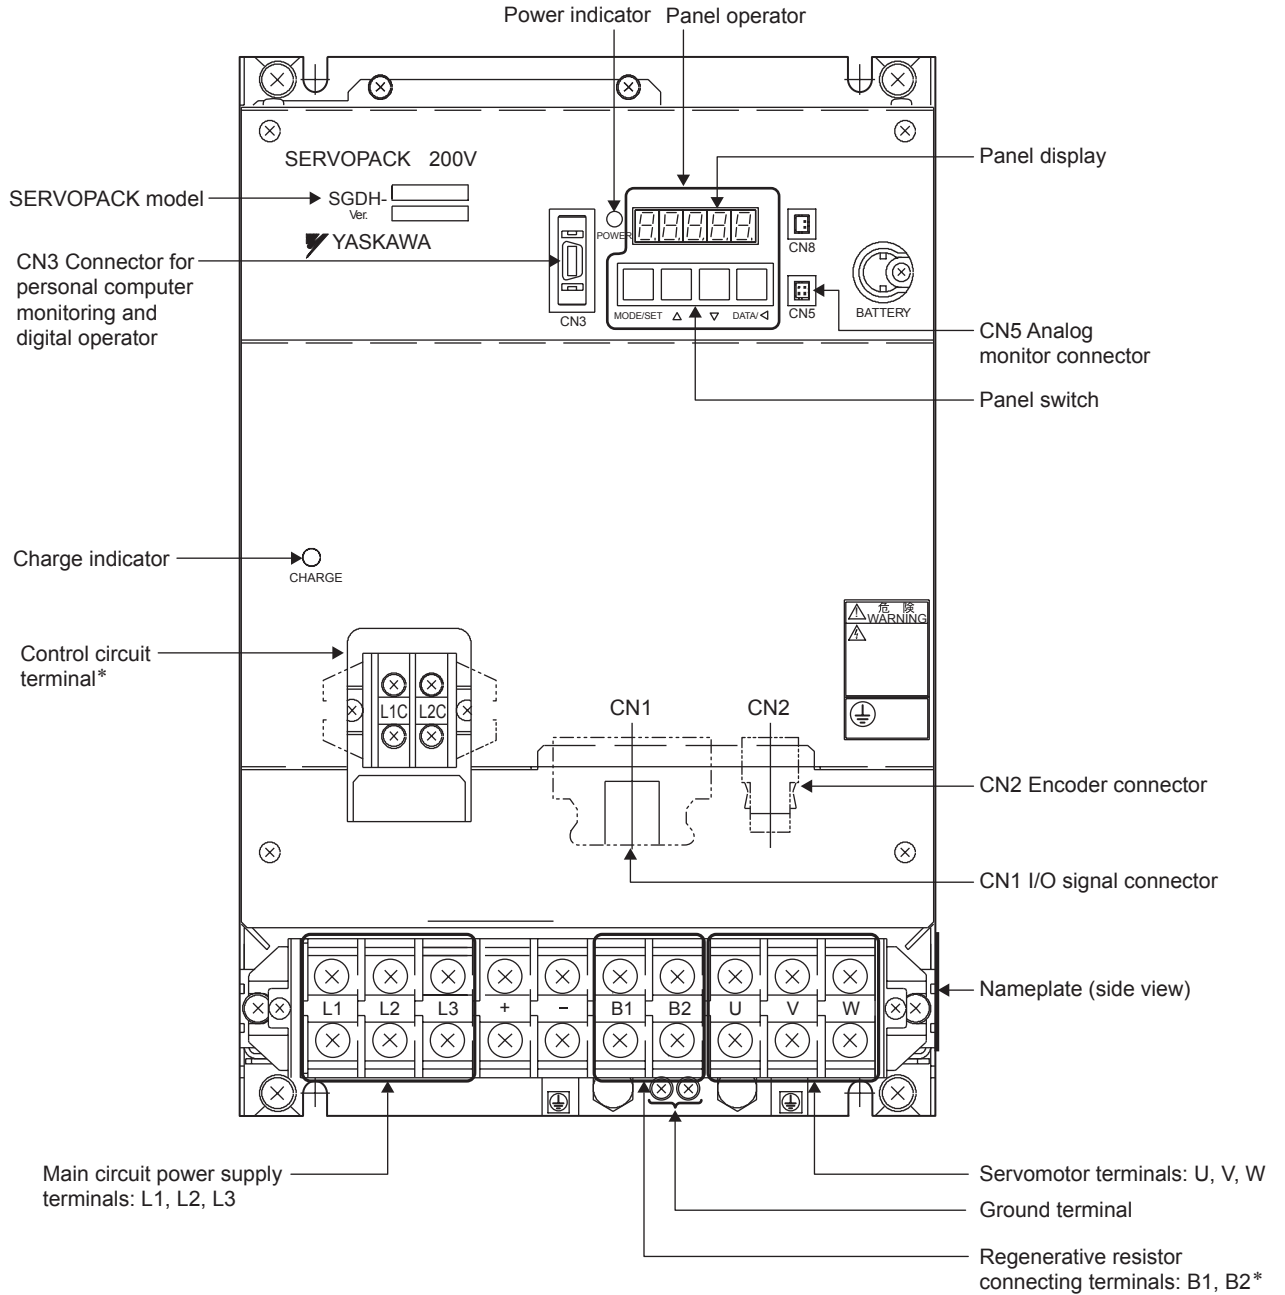 Power indicator
Panel operator
SERVOPACK 200V
Panel display
SERVOPACK model
SGDH-
Ver.
YASKAWA
POWER
CN8
CN3 Connector for
personal computer
monitoring and
digital operator
CN3
MODE/SET △ ▽ DATA/◁
CN5
BATTERY
CN5 Analog
monitor connector
Panel switch
Charge indicator
CHARGE
危 険
WARNING
Control circuit
terminal*
L1C L2C
CN1
CN2
CN2 Encoder connector
CN1 I/O signal connector
Nameplate (side view)
L1 L2 L3 + − B1 B2 U V W
Main circuit power supply
terminals: L1, L2, L3
Servomotor terminals: U, V, W
Ground terminal
Regenerative resistor
connecting terminals: B1, B2*